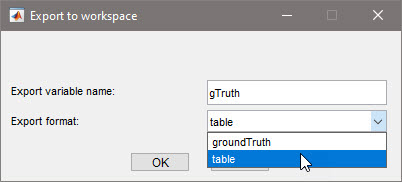 Export to workspace
Export variable name: gTruth
Export format: table
groundTruth
table
OK